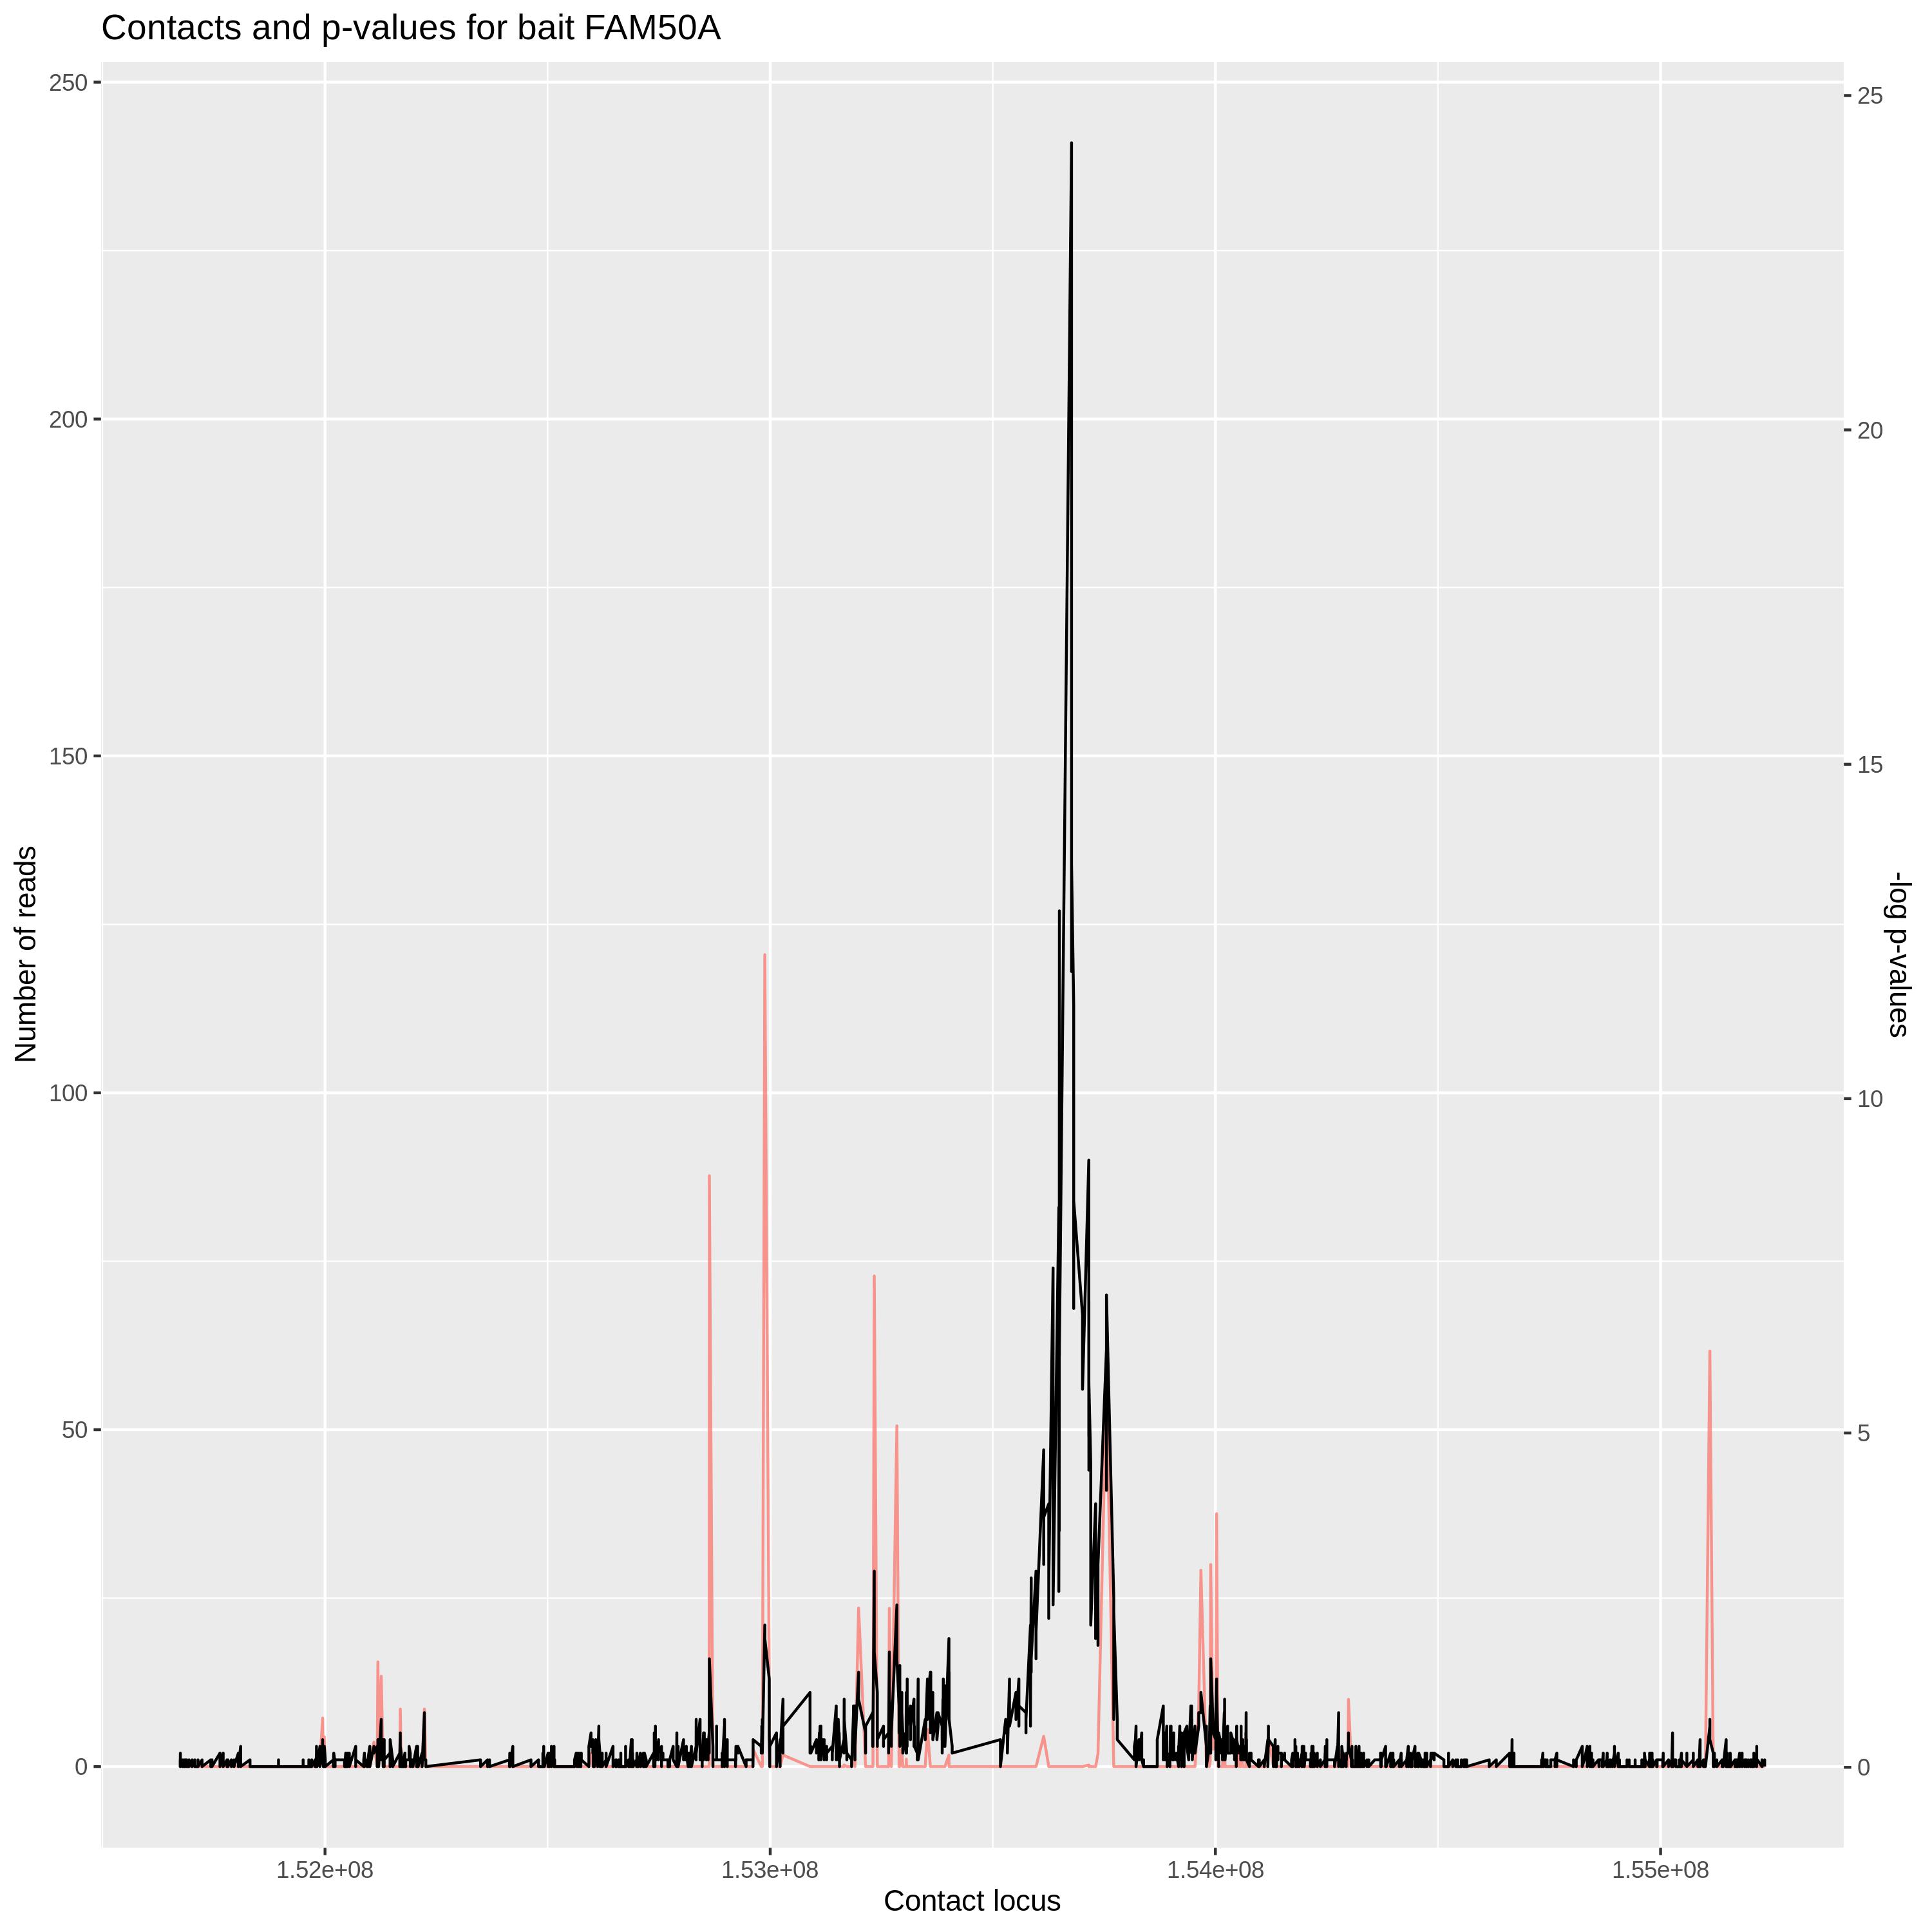 Contacts and p-values for bait FAM50A
250
200
150
100
50
0
Number of reads
25
20
15
10
5
0
-log p-values
1.52e+08
1.53e+08
1.54e+08
1.55e+08
Contact locus